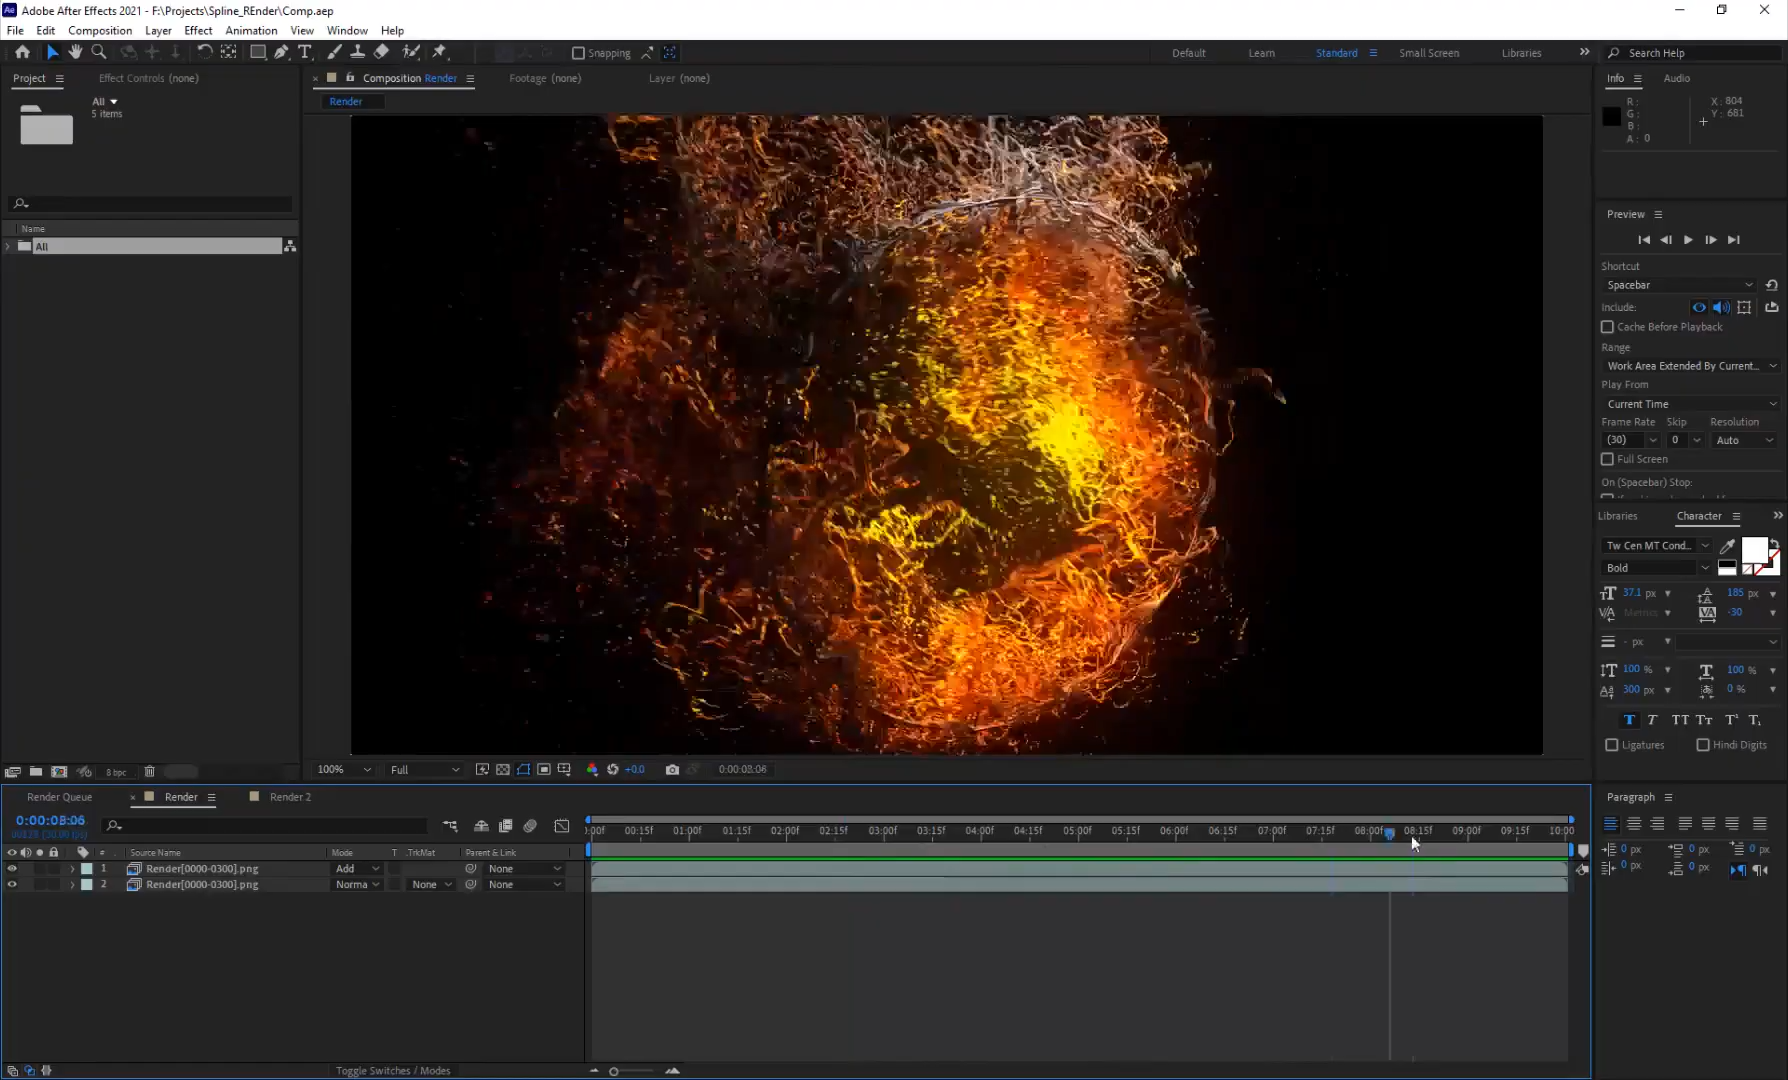 Adobe After Effects 2021 - F:\Projects\Spline_REnder\Comp.aep
File Edit Composition Layer Effect Animation View Window Help
Snapping Default Learn Standard Small Screen Libraries Search Help
Project Effect Controls (none) Composition Render Footage (none) Layer (none) Info Audio
All
5 items
Render
R: X: 804
G: Y: 681
B:
A: 0
Name
All
Preview
Shortcut
Spacebar
Include:
Cache Before Playback
Range
Work Area Extended By Current...
Play From
Current Time
Frame Rate Skip Resolution
(30) 0 Auto
Full Screen
On (Spacebar) Stop:
Libraries Character
Tw Cen MT Cond...
Bold
37.1 px 185 px
Metrics -30
- px
100 % 100 %
300 px 0 %
Ligatures Hindi Digits
8 bpc 100% Full +0.0
Render Queue Render Render 2 Paragraph
:00f 00:15f 01:00f 01:15f 02:00f 02:15f 03:00f 03:15f 04:00f 04:15f 05:00f 05:15f 06:00f 06:15f 07:00f 07:15f 08:00f 08:15f 09:00f 09:15f 10:00
# Source Name Mode T .TrkMat Parent & Link
1 Render[0000-0300].png Add None
2 Render[0000-0300].png Norma None None
0 px 0 px 0 px
0 px 0 px
Toggle Switches / Modes